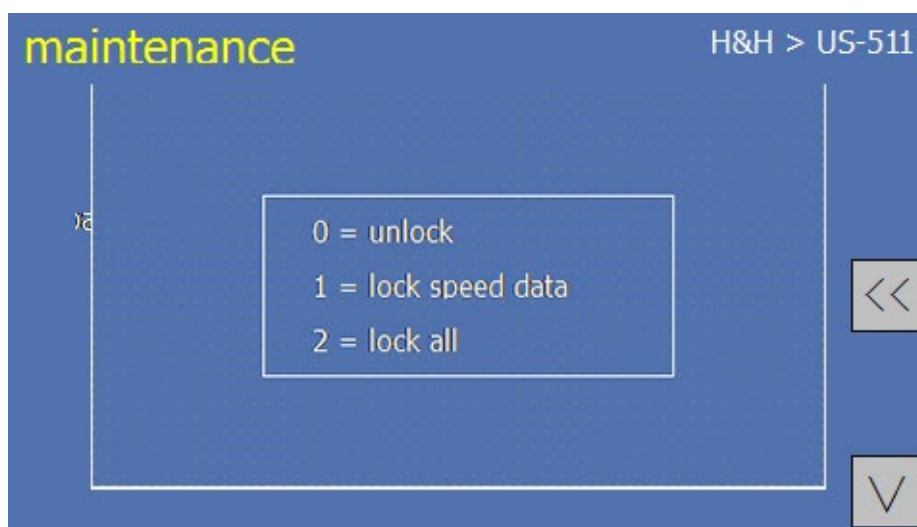 maintenance
H&H > US-511
0 = unlock
1 = lock speed data
2 = lock all
<<